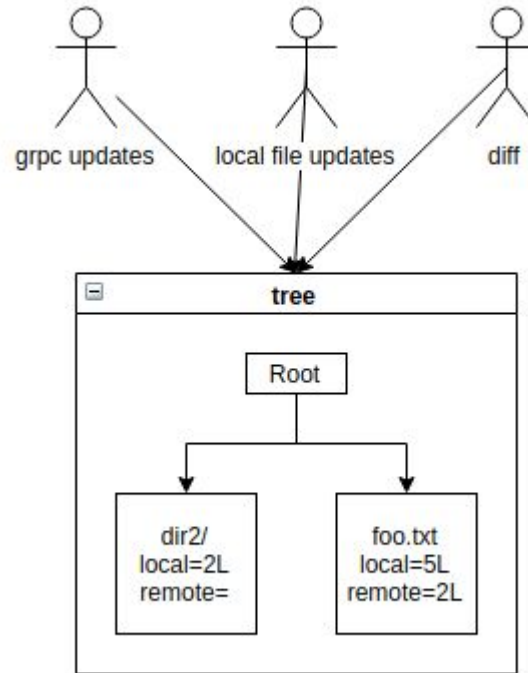 grpc updates
local file updates
diff
tree
Root
dir2/
local=2L
remote=
foo.txt
local=5L
remote=2L